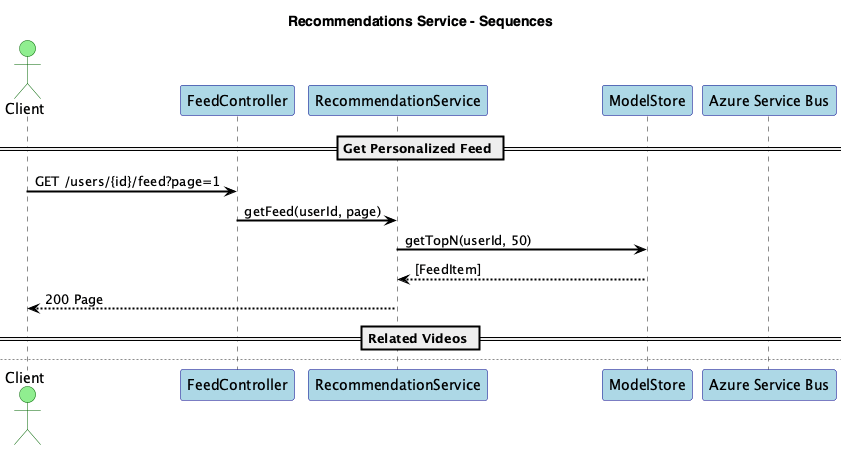 Recommendations Service - Sequences
Client
FeedController
RecommendationService
ModelStore
Azure Service Bus
Get Personalized Feed
GET /users/{id}/feed?page=1
getFeed(userId, page)
getTopN(userId, 50)
[FeedItem]
200 Page
Related Videos
Client
FeedController
RecommendationService
ModelStore
Azure Service Bus